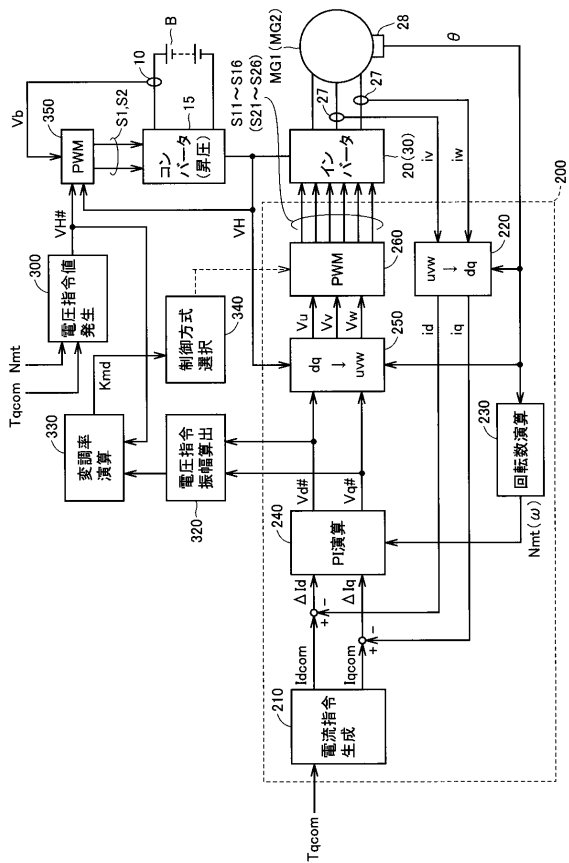 Tqcom
210
電流指令
生成
Idcom
Iqcom
+
-
+
-
ΔId
ΔIq
240
PI演算
Vd#
Vq#
250
dq
→
uvw
Vu
Vv
Vw
260
PWM
S11～S16
(S21～S26)
インバータ
20(30)
27
27
MG1(MG2)
28
θ
iv
iw
200
220
uvw
→
dq
id
iq
230
回転数演算
Nmt(ω)
320
電圧指令
振幅算出
330
変調率
演算
Kmd
340
制御方式
選択
Tqcom
Nmt
300
電圧指令値
発生
VH#
VH
350
PWM
S1,S2
Vb
10
B
15
コンバータ
(昇圧)